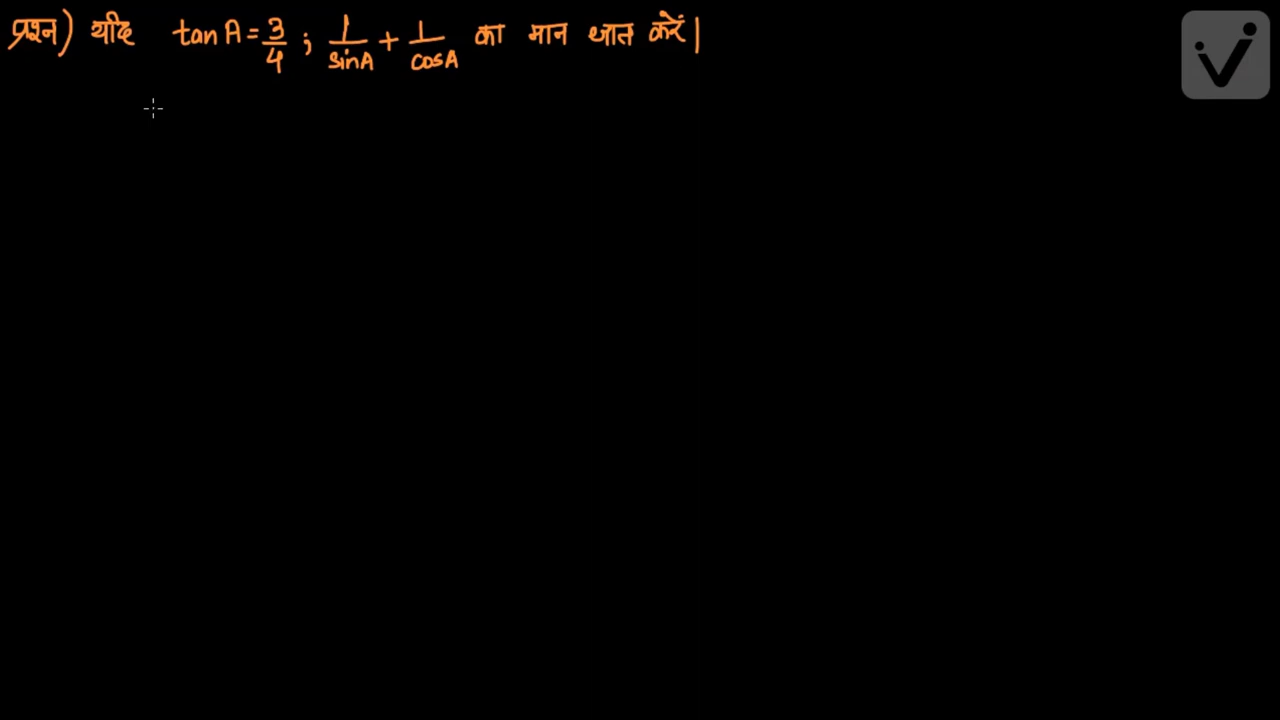 प्रश्न) यदि tan A = 3/4 ; 1/sinA + 1/cosA का मान ज्ञात करें|